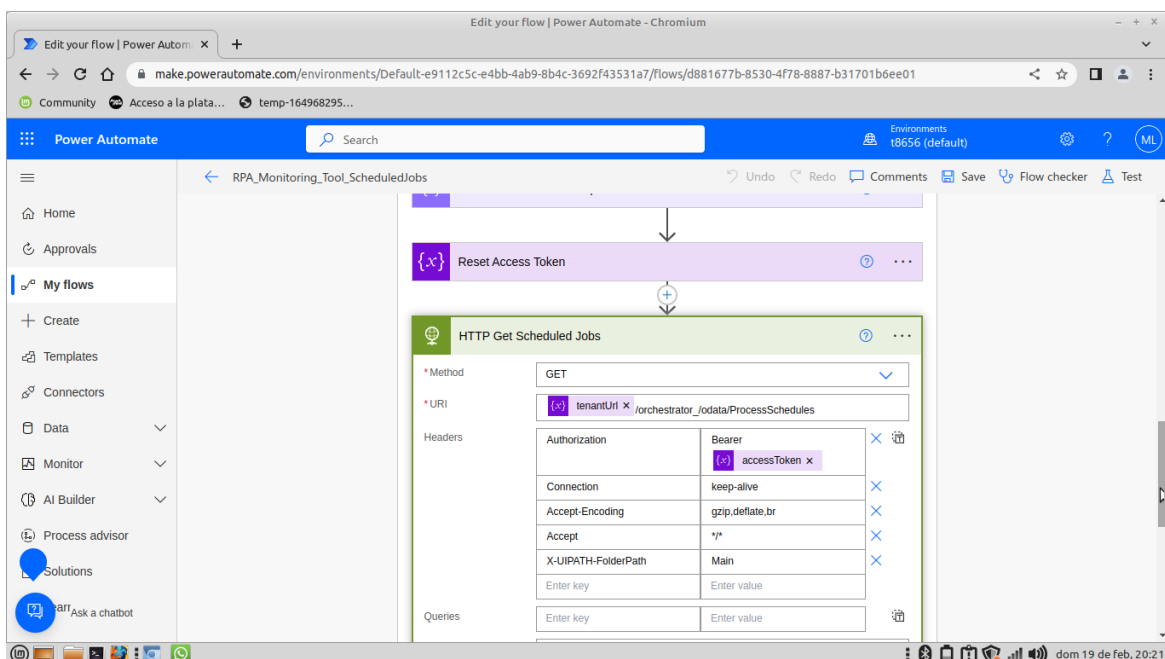 Edit your flow | Power Automate - Chromium
Edit your flow | Power Autom
make.powerautomate.com/environments/Default-e9112c5c-e4bb-4ab9-8b4c-3692f43531a7/flows/d881677b-8530-4f78-8887-b31701b6ee01
Community Acceso a la plata... temp-164968295...
Power Automate Search Environments
t8656 (default) ML
RPA_Monitoring_Tool_ScheduledJobs Undo Redo Comments Save Flow checker Test
Home
Approvals
My flows
Create
Templates
Connectors
Data
Monitor
AI Builder
Process advisor
Solutions
Ask a chatbot
{x} Reset Access Token
HTTP Get Scheduled Jobs
*Method GET
*URI {x} tenantUrl × /orchestrator_/odata/ProcessSchedules
Headers Authorization Bearer
{x} accessToken ×
Connection keep-alive
Accept-Encoding gzip,deflate,br
Accept */*
X-UIPATH-FolderPath Main
Enter key Enter value
Queries Enter key Enter value
dom 19 de feb, 20:21